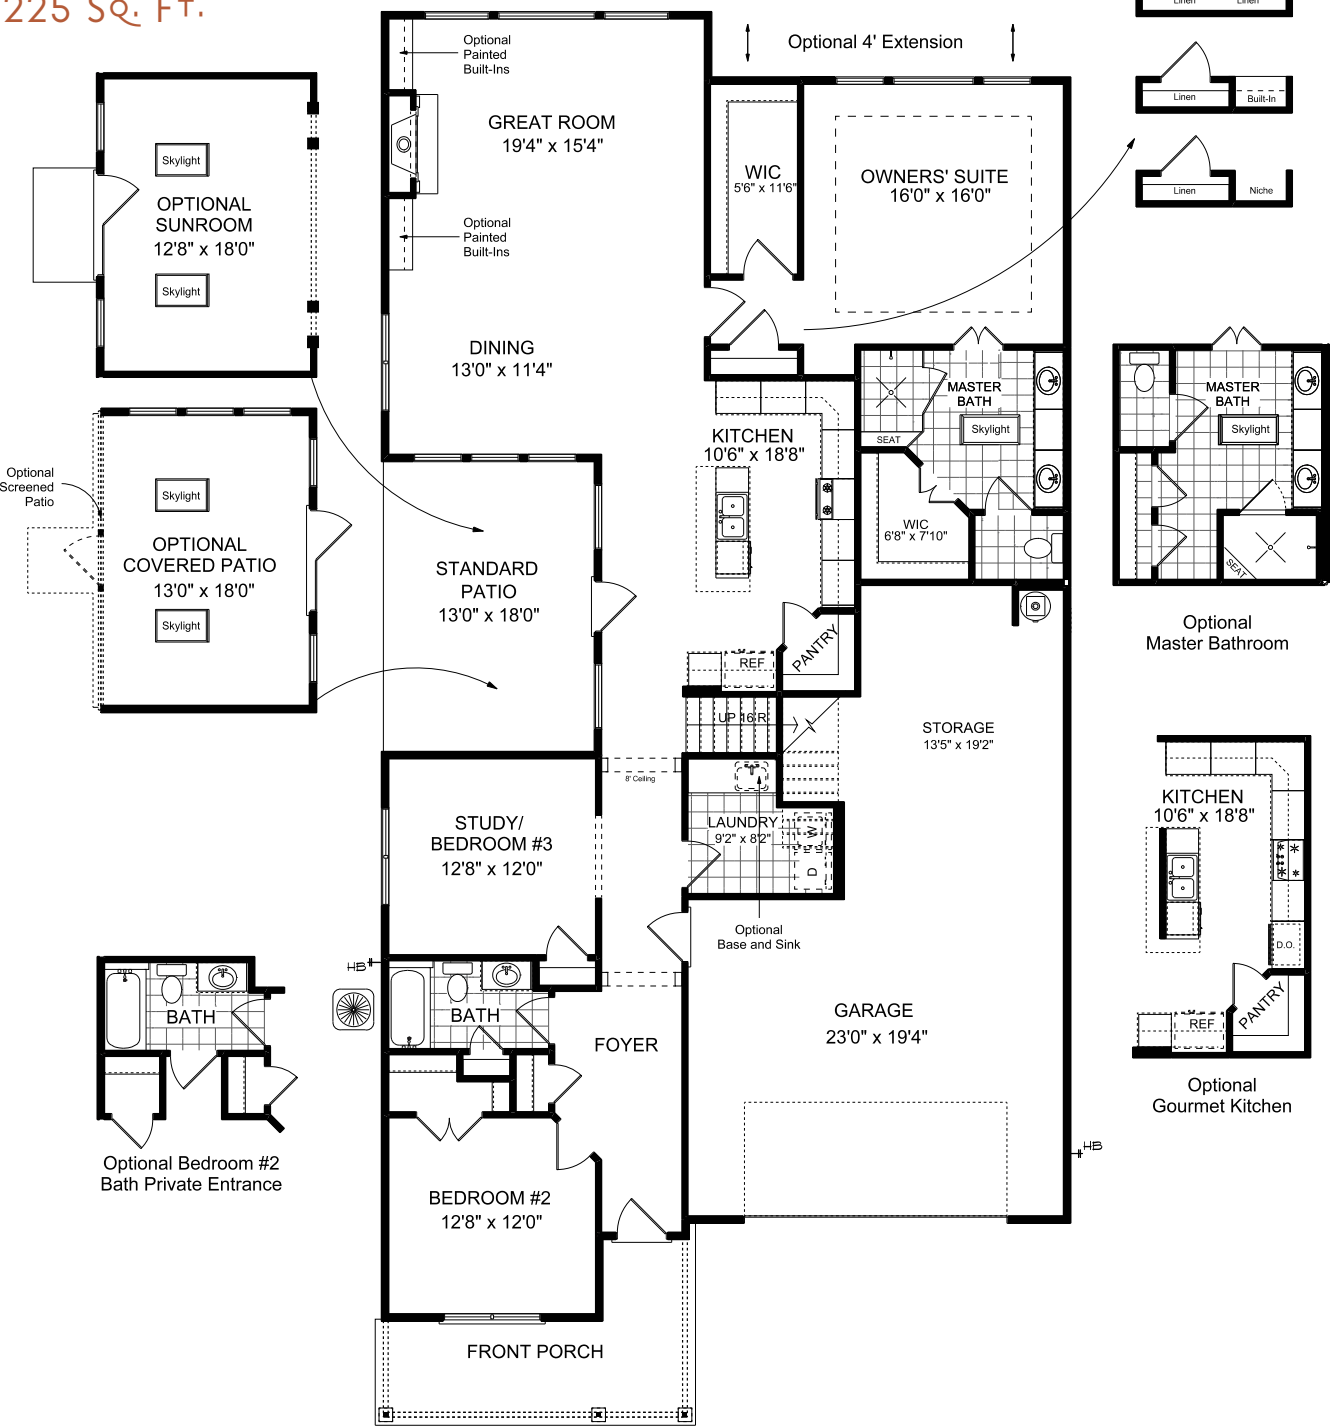 225 SQ. FT.
Optional
Painted
Built-Ins
GREAT ROOM
19'4" x 15'4"
Optional
Painted
Built-Ins
DINING
13'0" x 11'4"
Optional 4' Extension
WIC
5'6" x 11'6"
OWNERS' SUITE
16'0" x 16'0"
Linen
Linen
Linen
Built-In
Linen
Niche
Skylight
OPTIONAL
SUNROOM
12'8" x 18'0"
Skylight
Optional
Screened
Patio
Skylight
OPTIONAL
COVERED PATIO
13'0" x 18'0"
Skylight
STANDARD
PATIO
13'0" x 18'0"
KITCHEN
10'6" x 18'8"
REF
PANTRY
MASTER
BATH
Skylight
SEAT
WIC
6'8" x 7'10"
MASTER
BATH
Skylight
SEAT
Optional
Master Bathroom
UP 16 R
8' Ceiling
STORAGE
13'5" x 19'2"
LAUNDRY
9'2" x 8'2"
W
D
Optional
Base and Sink
STUDY/
BEDROOM #3
12'8" x 12'0"
KITCHEN
10'6" x 18'8"
D.O.
REF
PANTRY
Optional
Gourmet Kitchen
HB
BATH
BATH
FOYER
GARAGE
23'0" x 19'4"
HB
Optional Bedroom #2
Bath Private Entrance
BEDROOM #2
12'8" x 12'0"
FRONT PORCH